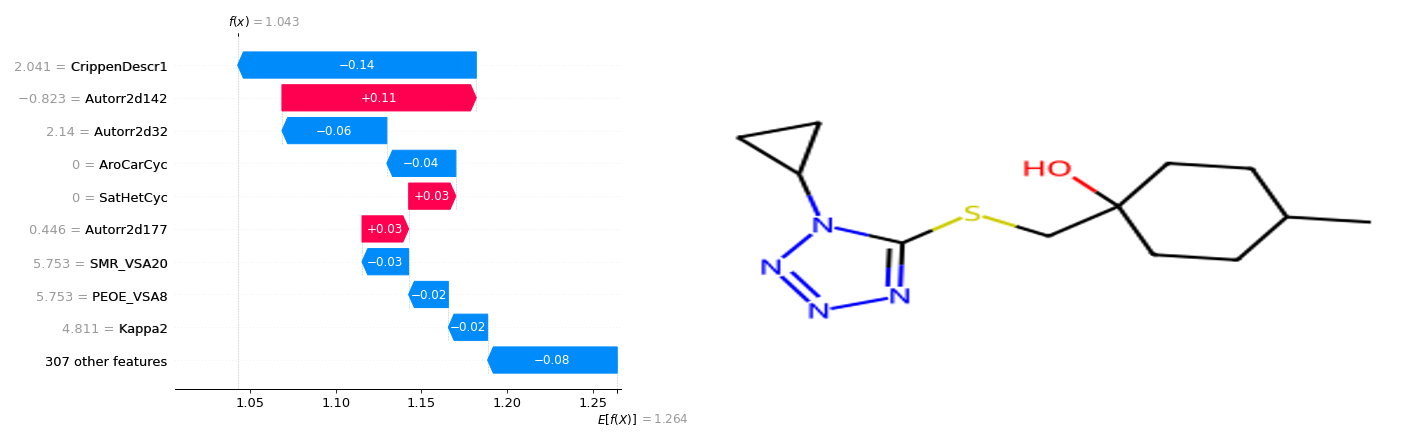 f(x) = 1.043
2.041 = CrippenDescr1
−0.14
−0.823 = Autorr2d142
+0.11
2.14 = Autorr2d32
−0.06
0 = AroCarCyc
−0.04
0 = SatHetCyc
+0.03
0.446 = Autorr2d177
+0.03
5.753 = SMR_VSA20
−0.03
5.753 = PEOE_VSA8
−0.02
4.811 = Kappa2
−0.02
307 other features
−0.08
1.05 1.10 1.15 1.20 1.25
E[f(X)] = 1.264
HO
S
N
N
N
N